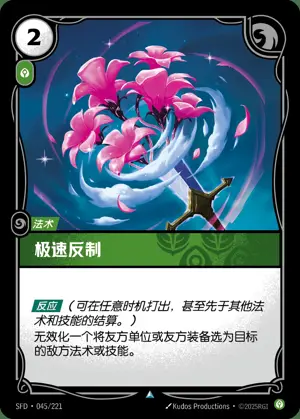 2
法术
极速反制
反应 (可在任意时机打出，甚至先于其他法
术和技能的结算。)
无效化一个将友方单位或友方装备选为目标
的敌方法术或技能。
SFD • 045/221
Kudos Productions • ©2025RGI